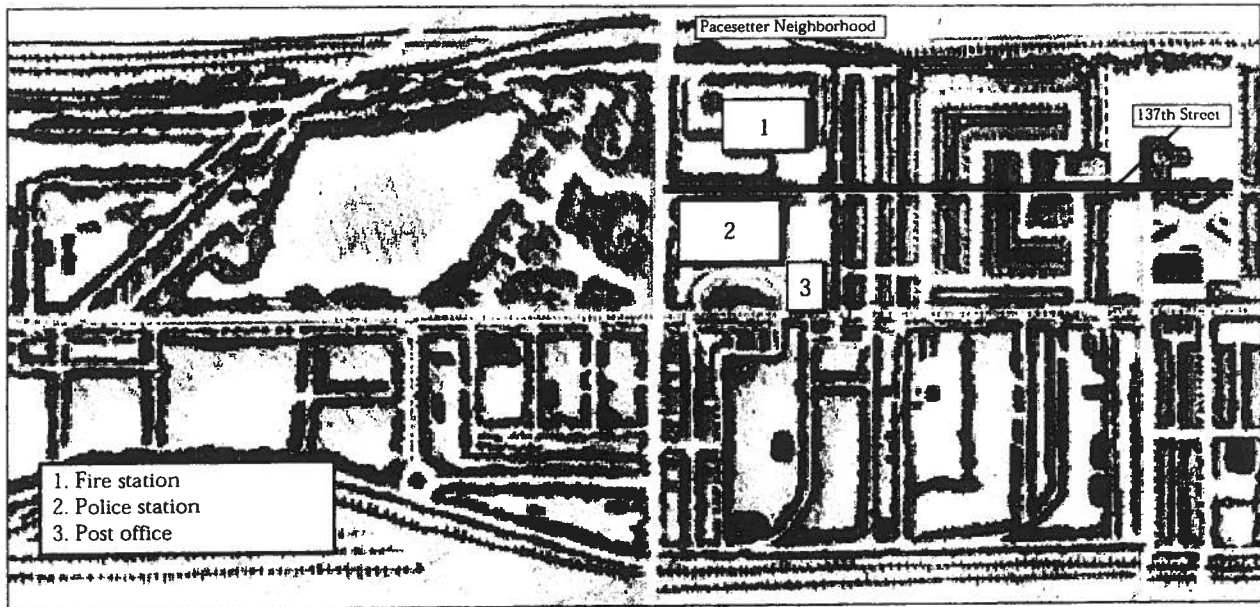 Pacesetter Neighborhood
1
137th Street
2
3
1. Fire station
2. Police station
3. Post office